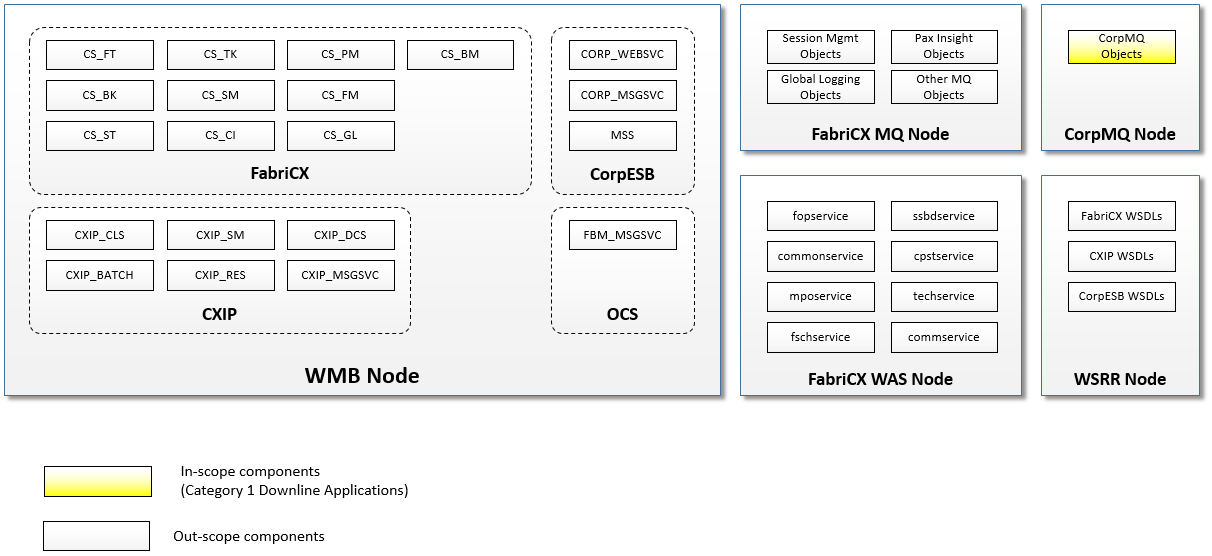 CS_FT
CS_TK
CS_PM
CS_BM
CS_BK
CS_SM
CS_FM
CS_ST
CS_CI
CS_GL
FabriCX
CORP_WEBSVC
CORP_MSGSVC
MSS
CorpESB
CXIP_CLS
CXIP_SM
CXIP_DCS
CXIP_BATCH
CXIP_RES
CXIP_MSGSVC
CXIP
FBM_MSGSVC
OCS
WMB Node
Session Mgmt
Objects
Pax Insight
Objects
Global Logging
Objects
Other MQ
Objects
FabriCX MQ Node
CorpMQ
Objects
CorpMQ Node
fopservice
ssbdservice
commonservice
cpstservice
mposervice
techservice
fschservice
commservice
FabriCX WAS Node
FabriCX WSDLs
CXIP WSDLs
CorpESB WSDLs
WSRR Node
In-scope components
(Category 1 Downline Applications)
Out-scope components